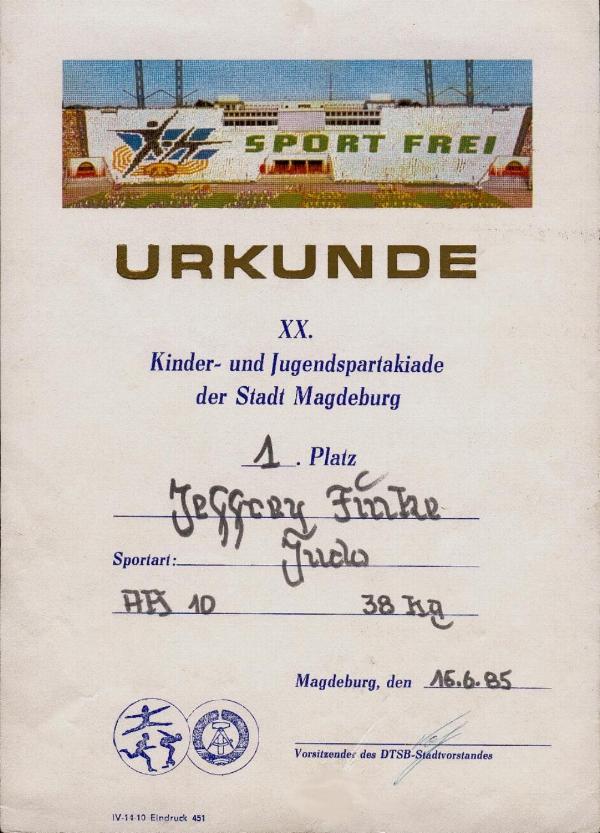 SPORT FREI
URKUNDE
XX.
Kinder- und Jugendspartakiade
der Stadt Magdeburg
1. Platz
Jeffrey Finke
Sportart: Judo
AK 10 38 kg
Magdeburg, den 16.6.85
Vorsitzender des DTSB-Stadtvorstandes
IV-14-10 Eindruck 451